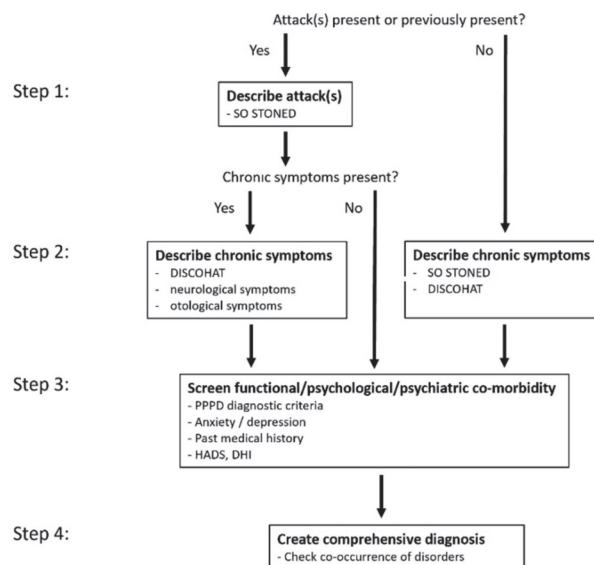 Attack(s) present or previously present?
Yes
No
Step 1:
Describe attack(s)
- SO STONED
Chronic symptoms present?
Yes
No
Step 2:
Describe chronic symptoms
- DISCOHAT
- neurological symptoms
- otological symptoms
Describe chronic symptoms
- SO STONED
- DISCOHAT
Step 3:
Screen functional/psychological/psychiatric co-morbidity
- PPPD diagnostic criteria
- Anxiety / depression
- Past medical history
- HADS, DHI
Step 4:
Create comprehensive diagnosis
- Check co-occurrence of disorders